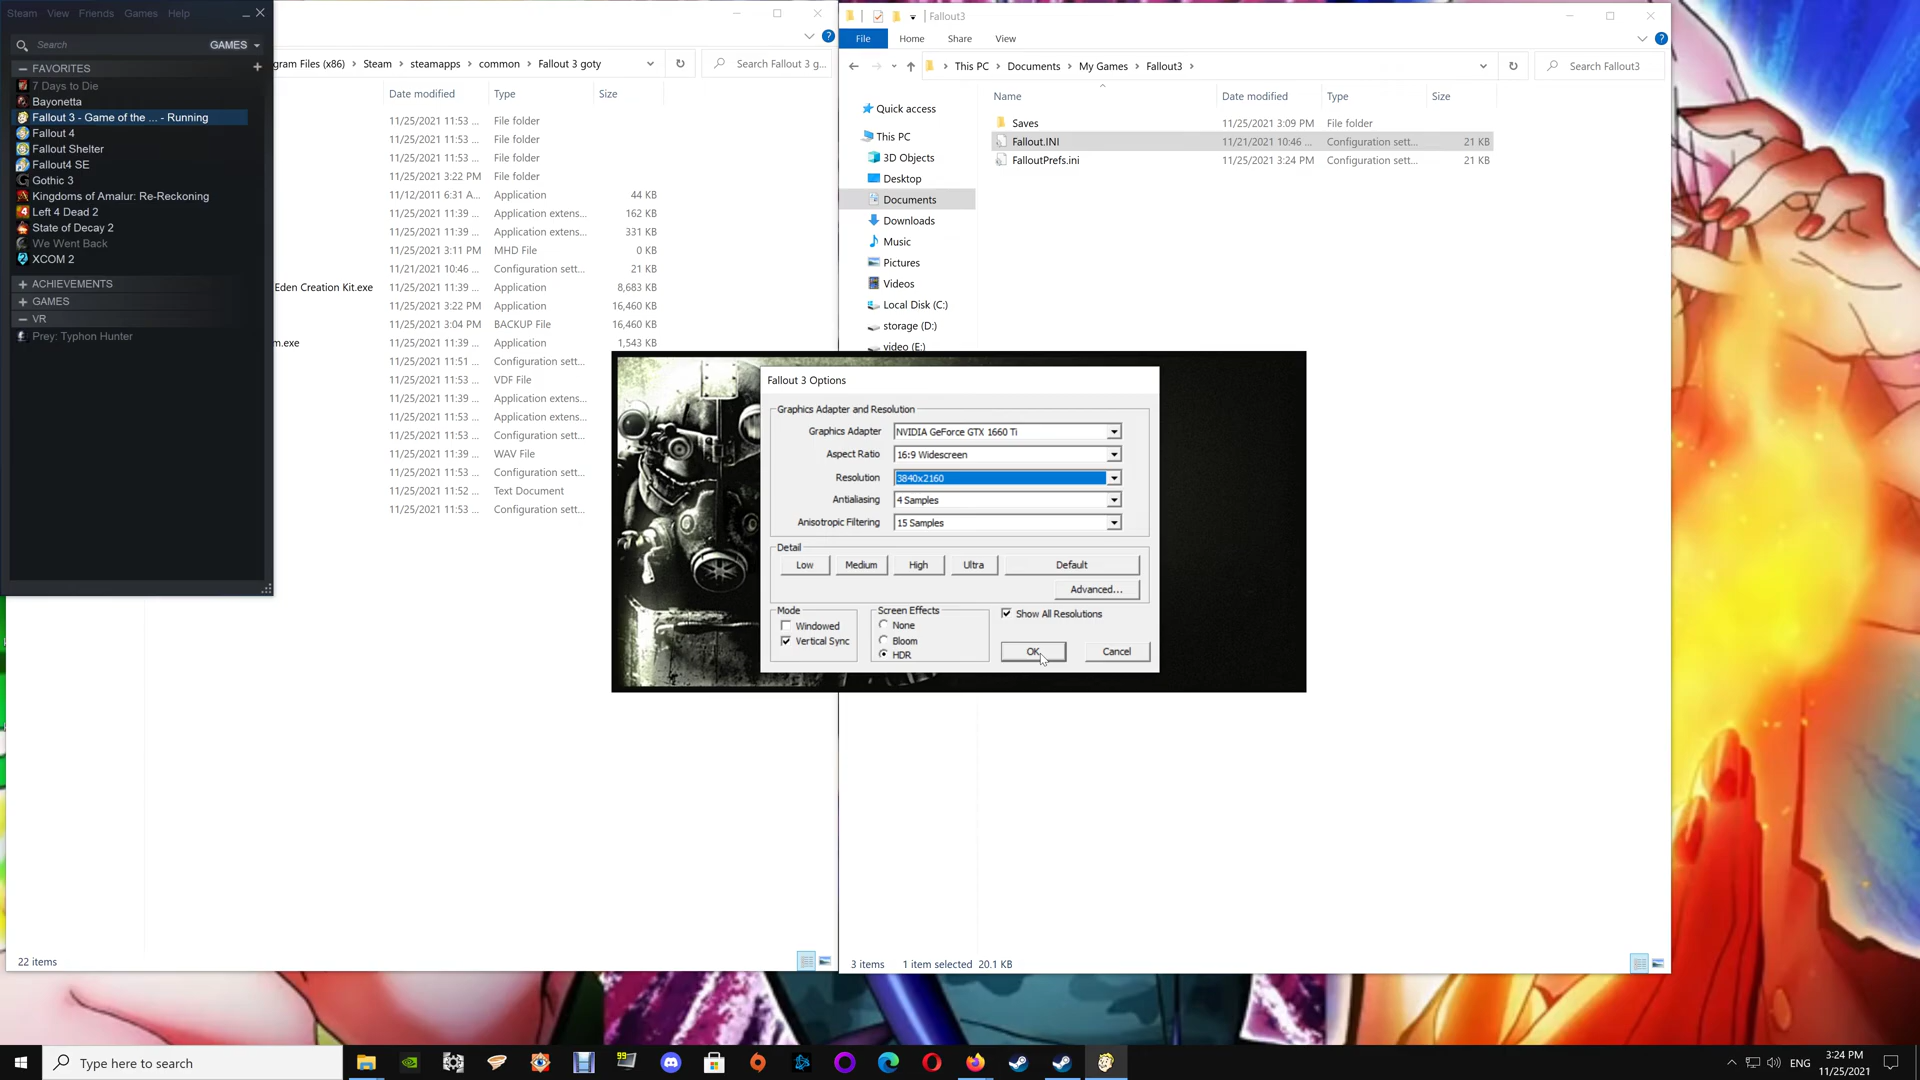 Steam View Friends Games Help
Search GAMES
FAVORITES
7 Days to Die
Bayonetta
Fallout 3 - Game of the ... - Running
Fallout 4
Fallout Shelter
Fallout4 SE
Gothic 3
Kingdoms of Amalur: Re-Reckoning
Left 4 Dead 2
State of Decay 2
We Went Back
XCOM 2
ACHIEVEMENTS
GAMES
VR
Prey: Typhon Hunter
gram Files (x86) Steam steamapps common Fallout 3 goty
Search Fallout 3 g...
Date modified Type Size
11/25/2021 11:53 ... File folder
11/25/2021 11:53 ... File folder
11/25/2021 11:53 ... File folder
11/25/2021 3:22 PM File folder
11/12/2011 6:31 A... Application 44 KB
11/25/2021 11:39 ... Application extens... 162 KB
11/25/2021 11:39 ... Application extens... 331 KB
11/25/2021 3:11 PM MHD File 0 KB
11/21/2021 10:46 ... Configuration sett... 21 KB
Eden Creation Kit.exe 11/25/2021 11:39 ... Application 8,683 KB
11/25/2021 3:22 PM Application 16,460 KB
11/25/2021 3:04 PM BACKUP File 16,460 KB
m.exe 11/25/2021 11:39 ... Application 1,543 KB
11/25/2021 11:51 ... Configuration sett...
11/25/2021 11:53 ... VDF File
11/25/2021 11:39 ... Application extens...
11/25/2021 11:53 ... Application extens...
11/25/2021 11:53 ... Configuration sett...
11/25/2021 11:39 ... WAV File
11/25/2021 11:53 ... Configuration sett...
11/25/2021 11:52 ... Text Document
11/25/2021 11:53 ... Configuration sett...
22 items
Fallout3
File Home Share View
This PC Documents My Games Fallout3
Search Fallout3
Name Date modified Type Size
Quick access
This PC
3D Objects
Desktop
Documents
Downloads
Music
Pictures
Videos
Local Disk (C:)
storage (D:)
video (E:)
Saves 11/25/2021 3:09 PM File folder
Fallout.INI 11/21/2021 10:46 ... Configuration sett... 21 KB
FalloutPrefs.ini 11/25/2021 3:24 PM Configuration sett... 21 KB
3 items 1 item selected 20.1 KB
Fallout 3 Options
Graphics Adapter and Resolution
Graphics Adapter NVIDIA GeForce GTX 1660 Ti
Aspect Ratio 16:9 Widescreen
Resolution 3840x2160
Antialiasing 4 Samples
Anisotropic Filtering 15 Samples
Detail
Low Medium High Ultra Default
Advanced...
Mode
Windowed
Vertical Sync
Screen Effects
None
Bloom
HDR
Show All Resolutions
OK Cancel
Type here to search
99
ENG
3:24 PM
11/25/2021